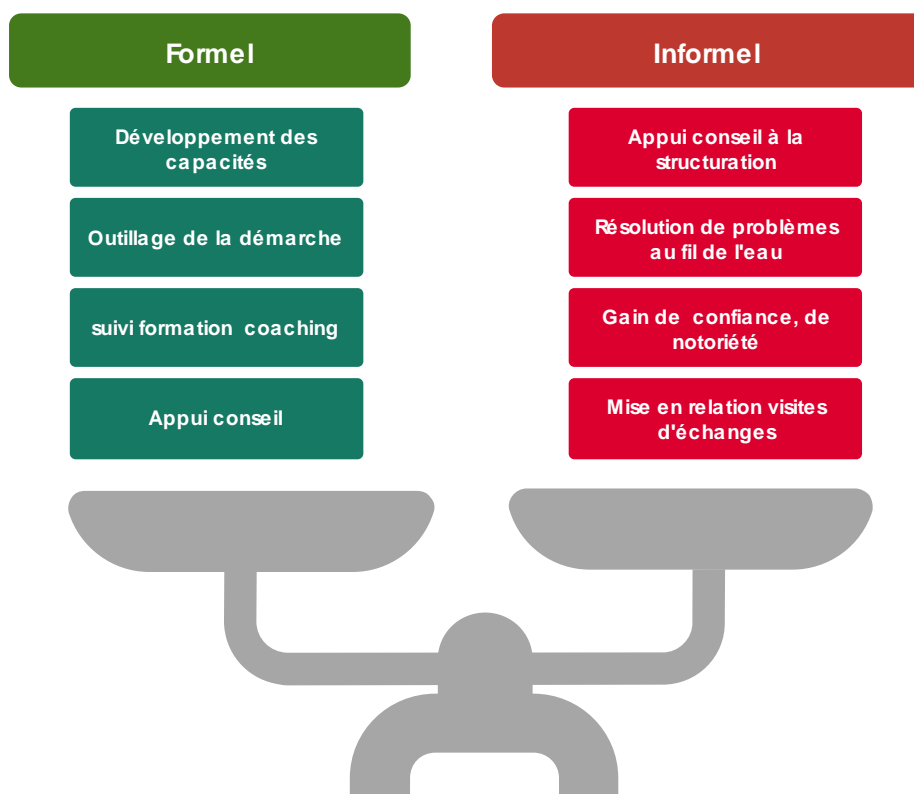 Formel
Développement des
capacités
Outillage de la démarche
suivi formation coaching
Appui conseil
Informel
Appui conseil à la
structuration
Résolution de problèmes
au fil de l'eau
Gain de confiance, de
notoriété
Mise en relation visites
d'échanges